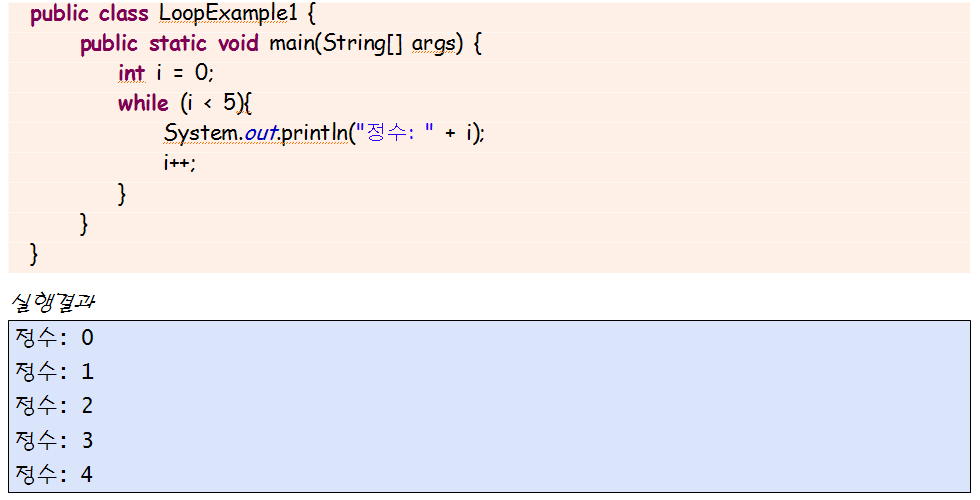 public class LoopExample1 {
public static void main(String[] args) {
int i = 0;
while (i < 5){
System.out.println("정수: " + i);
i++;
}
}
}
실행결과
정수: 0
정수: 1
정수: 2
정수: 3
정수: 4